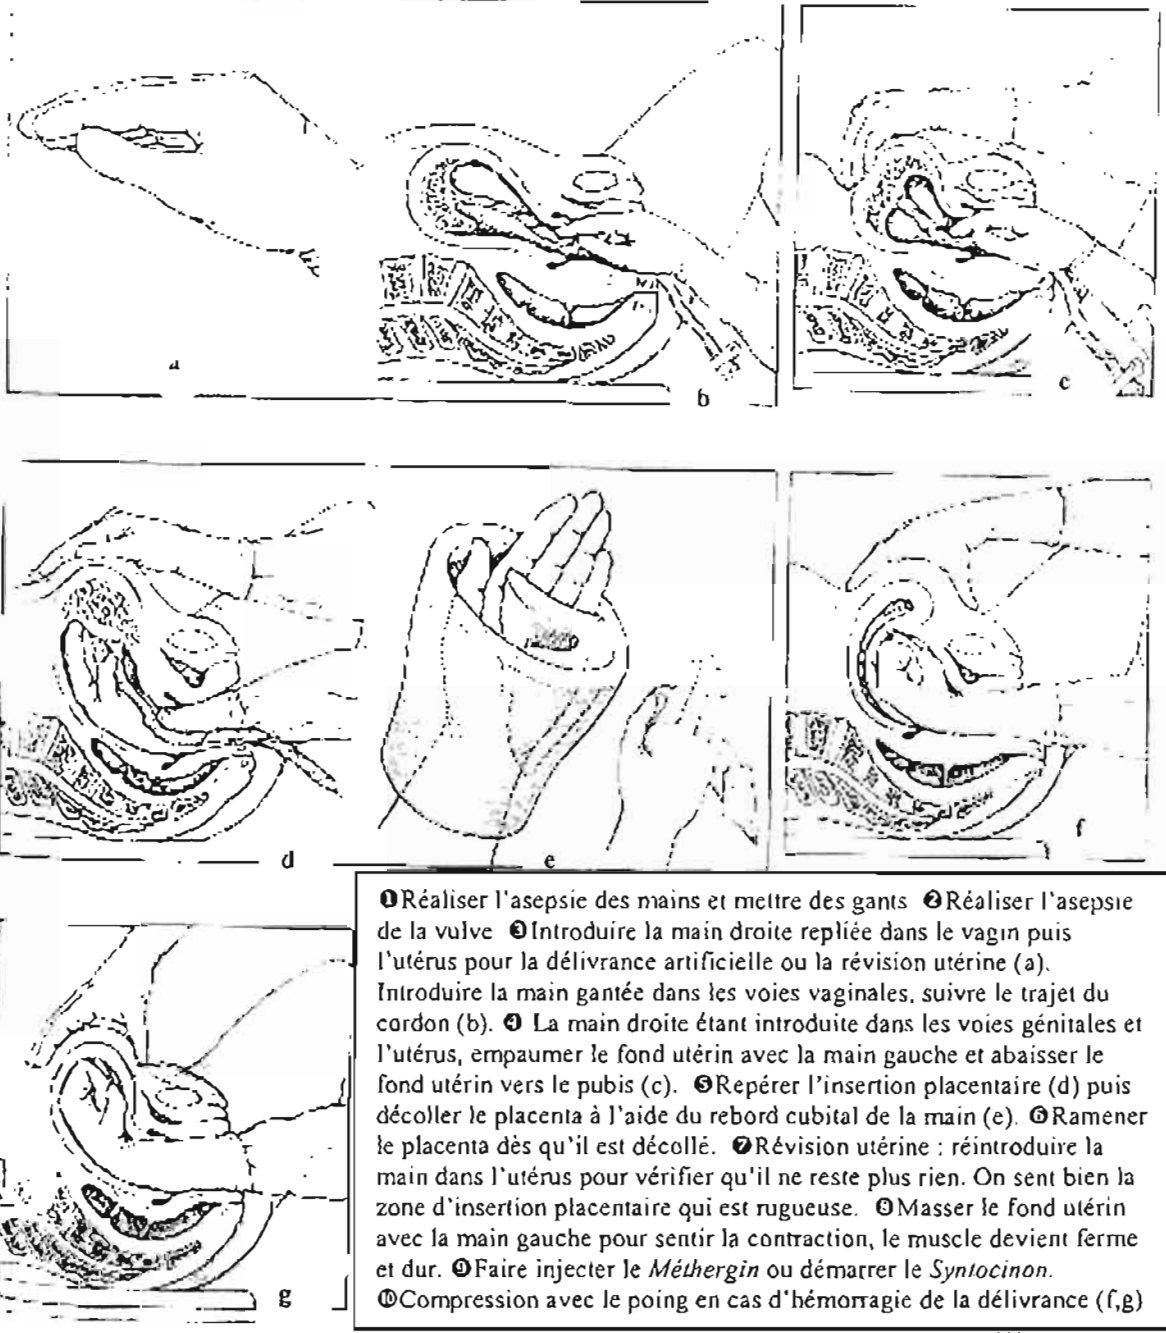 a
b
c
d
e
f
g
❶Réaliser l'asepsie des mains et mettre des gants ❷Réaliser l'asepsie
de la vulve ❸Introduire la main droite repliée dans le vagin puis
l'utérus pour la délivrance artificielle ou la révision utérine (a).
Introduire la main gantée dans les voies vaginales, suivre le trajet du
cordon (b). ❹ La main droite étant introduite dans les voies génitales et
l'utérus, empaumer le fond utérin avec la main gauche et abaisser le
fond utérin vers le pubis (c). ❺Repérer l'insertion placentaire (d) puis
décoller le placenta à l'aide du rebord cubital de la main (e). ❻Ramener
le placenta dès qu'il est décollé. ❼Révision utérine : réintroduire la
main dans l'utérus pour vérifier qu'il ne reste plus rien. On sent bien la
zone d'insertion placentaire qui est rugueuse. ❽Masser le fond utérin
avec la main gauche pour sentir la contraction, le muscle devient ferme
et dur. ❾Faire injecter le Méthergin ou démarrer le Syntocinon.
❿Compression avec le poing en cas d'hémorragie de la délivrance (f,g)